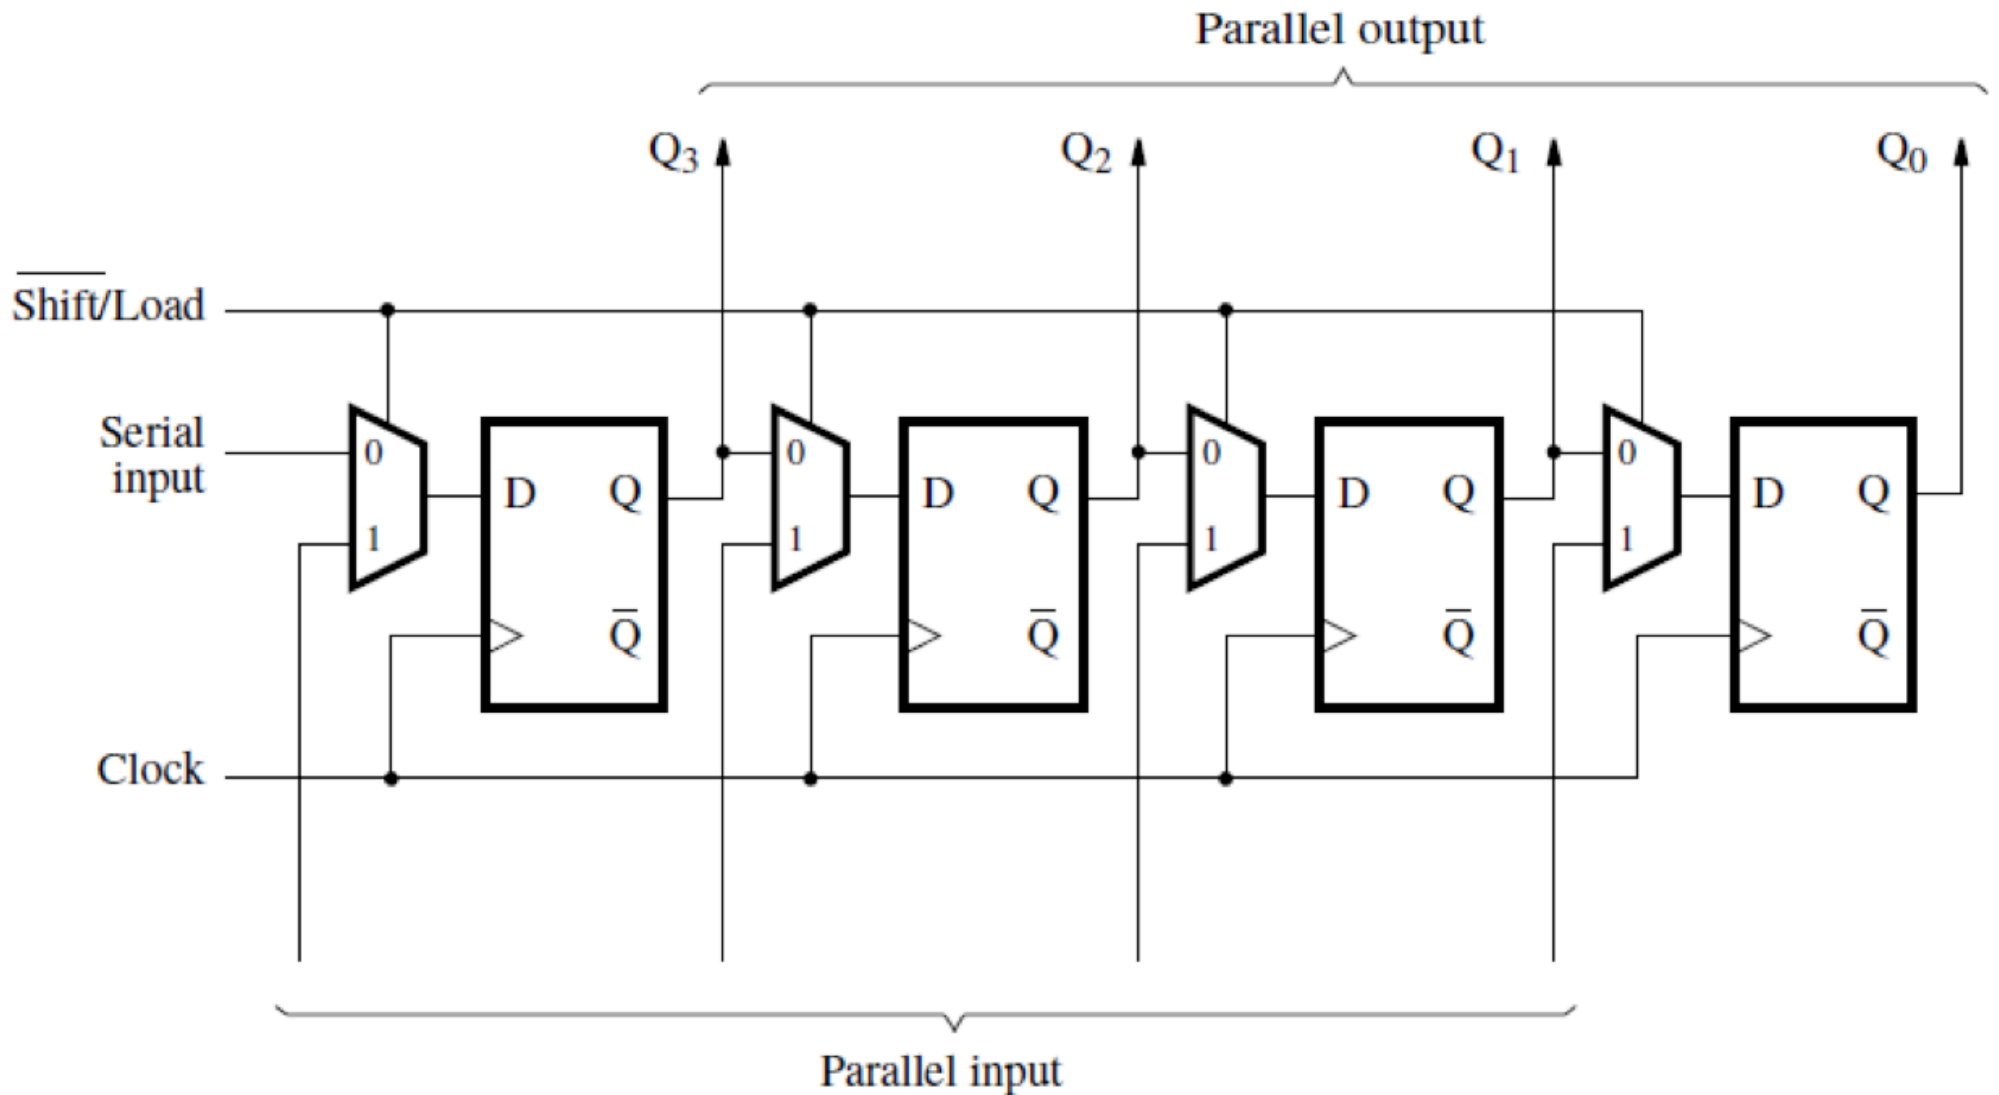 Parallel output
Q₃ Q₂ Q₁ Q₀
S̅h̅i̅f̅t̅/Load
Serial
input
0 0 0 0
D Q D Q D Q D Q
1 1 1 1
Q̅ Q̅ Q̅ Q̅
Clock
Parallel input